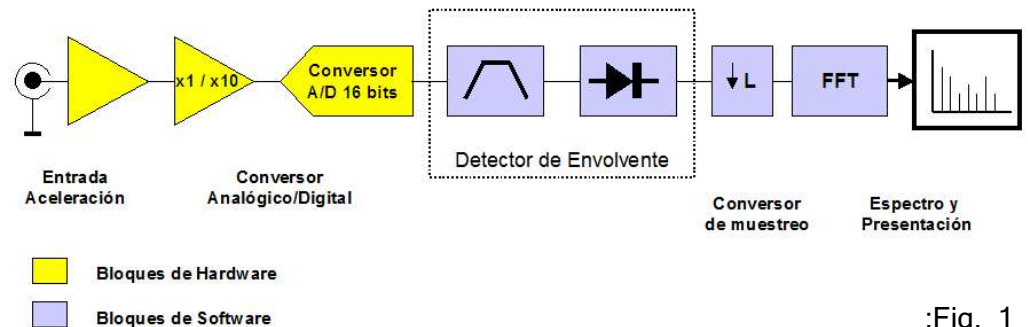 x1 / x10
Conversor
A/D 16 bits
↓ L
FFT
Detector de Envolvente
Entrada
Aceleración
Conversor
Analógico/Digital
Conversor
de muestreo
Espectro y
Presentación
Bloques de Hardware
Bloques de Software
:Fig. 1